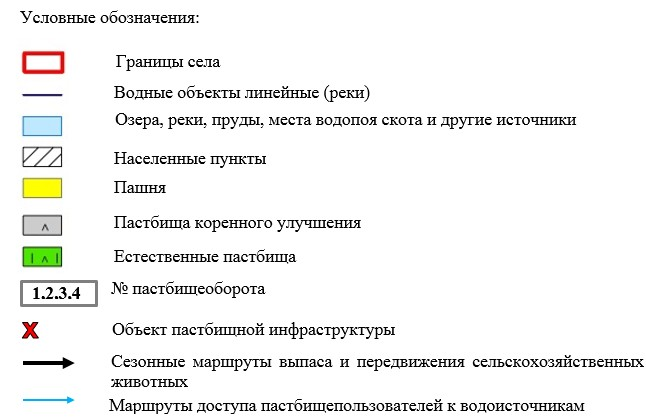 Условные обозначения:
Границы села
Водные объекты линейные (реки)
Озера, реки, пруды, места водопоя скота и другие источники
Населенные пункты
Пашня
Пастбища коренного улучшения
Естественные пастбища
1.2.3.4 № пастбищеоборота
Объект пастбищной инфраструктуры
Сезонные маршруты выпаса и передвижения сельскохозяйственных
животных
Маршруты доступа пастбищепользователей к водоисточникам